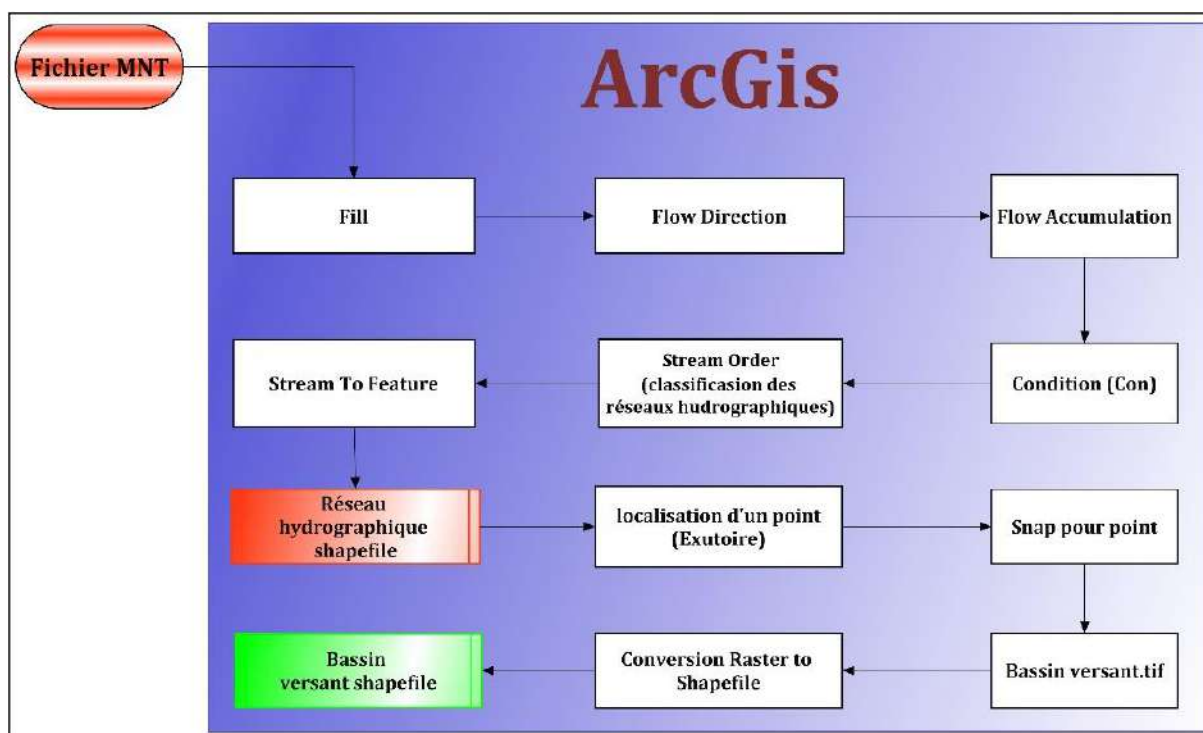 Fichier MNT
ArcGis
Fill
Flow Direction
Flow Accumulation
Stream To Feature
Stream Order
(classificasion des
réseaux hudrographiques)
Condition (Con)
Réseau
hydrographique
shapefile
localisation d'un point
(Exutoire)
Snap pour point
Bassin
versant shapefile
Conversion Raster to
Shapefile
Bassin versant.tif